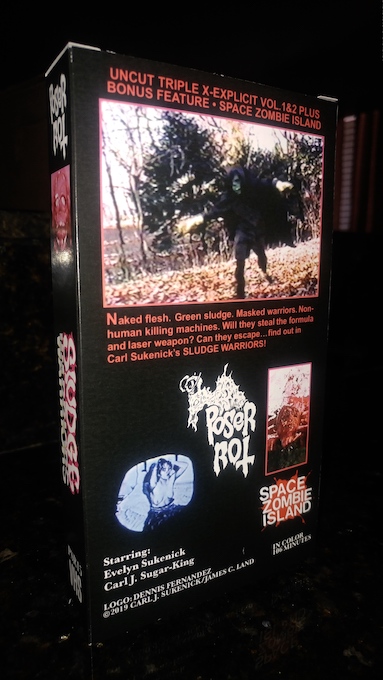 UNCUT TRIPLE X-EXPLICIT VOL.1&2 PLUS
BONUS FEATURE • SPACE ZOMBIE ISLAND
Naked flesh. Green sludge. Masked warriors. Non-
human killing machines. Will they steal the formula
and laser weapon? Can they escape...find out in
Carl Sukenick's SLUDGE WARRIORS!
POSER
ROT
SPACE
ZOMBIE
ISLAND
Starring:
Evelyn Sukenick
Carl J. Sugar-King
IN COLOR
106 MINUTES
LOGO: DENNIS FERNANDEZ
©2019 CARL J. SUKENICK/JAMES C. LAND
POSER
ROT
SLUDGE
WARRIORS
VHS